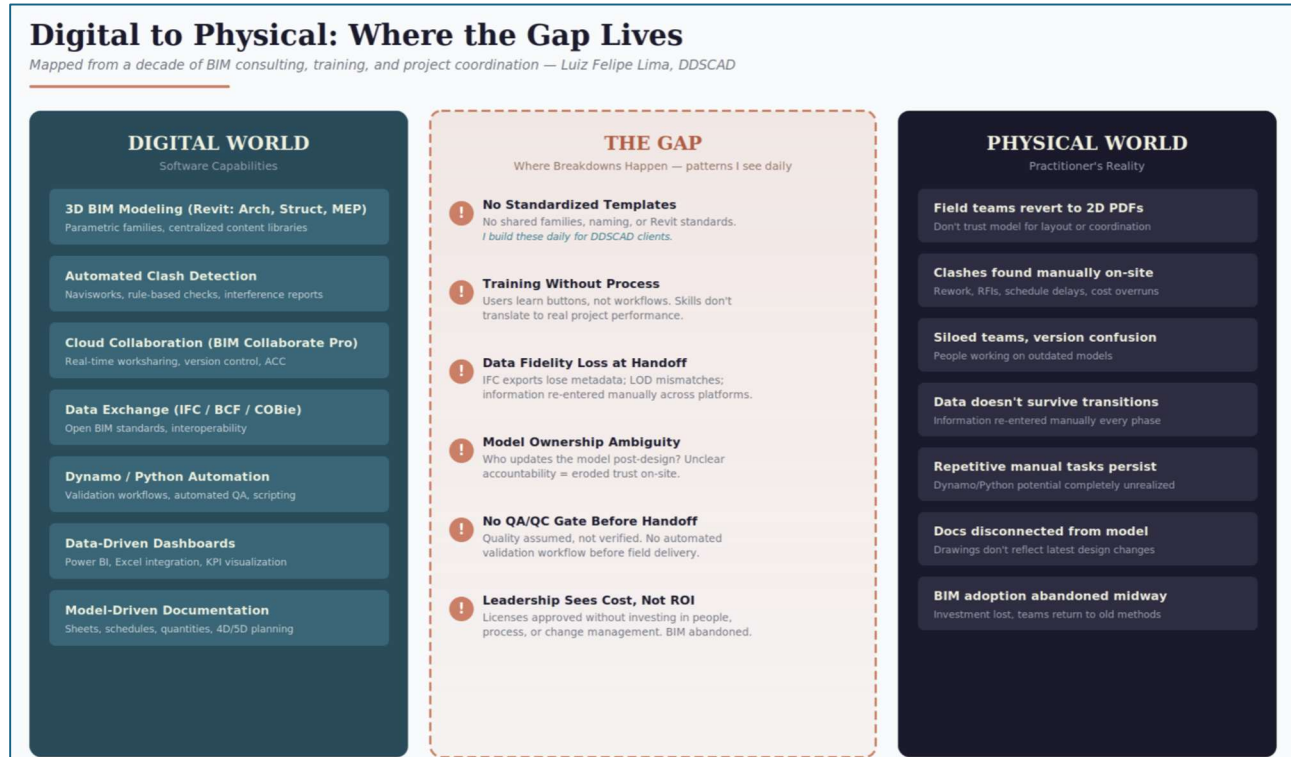 Digital to Physical: Where the Gap Lives
Mapped from a decade of BIM consulting, training, and project coordination — Luiz Felipe Lima, DDSCAD
DIGITAL WORLD
Software Capabilities
3D BIM Modeling (Revit: Arch, Struct, MEP)
Parametric families, centralized content libraries
Automated Clash Detection
Navisworks, rule-based checks, interference reports
Cloud Collaboration (BIM Collaborate Pro)
Real-time worksharing, version control, ACC
Data Exchange (IFC / BCF / COBie)
Open BIM standards, interoperability
Dynamo / Python Automation
Validation workflows, automated QA, scripting
Data-Driven Dashboards
Power BI, Excel integration, KPI visualization
Model-Driven Documentation
Sheets, schedules, quantities, 4D/5D planning
THE GAP
Where Breakdowns Happen — patterns I see daily
! No Standardized Templates
No shared families, naming, or Revit standards.
I build these daily for DDSCAD clients.
! Training Without Process
Users learn buttons, not workflows. Skills don't
translate to real project performance.
! Data Fidelity Loss at Handoff
IFC exports lose metadata; LOD mismatches;
information re-entered manually across platforms.
! Model Ownership Ambiguity
Who updates the model post-design? Unclear
accountability = eroded trust on-site.
! No QA/QC Gate Before Handoff
Quality assumed, not verified. No automated
validation workflow before field delivery.
! Leadership Sees Cost, Not ROI
Licenses approved without investing in people,
process, or change management. BIM abandoned.
PHYSICAL WORLD
Practitioner's Reality
Field teams revert to 2D PDFs
Don't trust model for layout or coordination
Clashes found manually on-site
Rework, RFIs, schedule delays, cost overruns
Siloed teams, version confusion
People working on outdated models
Data doesn't survive transitions
Information re-entered manually every phase
Repetitive manual tasks persist
Dynamo/Python potential completely unrealized
Docs disconnected from model
Drawings don't reflect latest design changes
BIM adoption abandoned midway
Investment lost, teams return to old methods